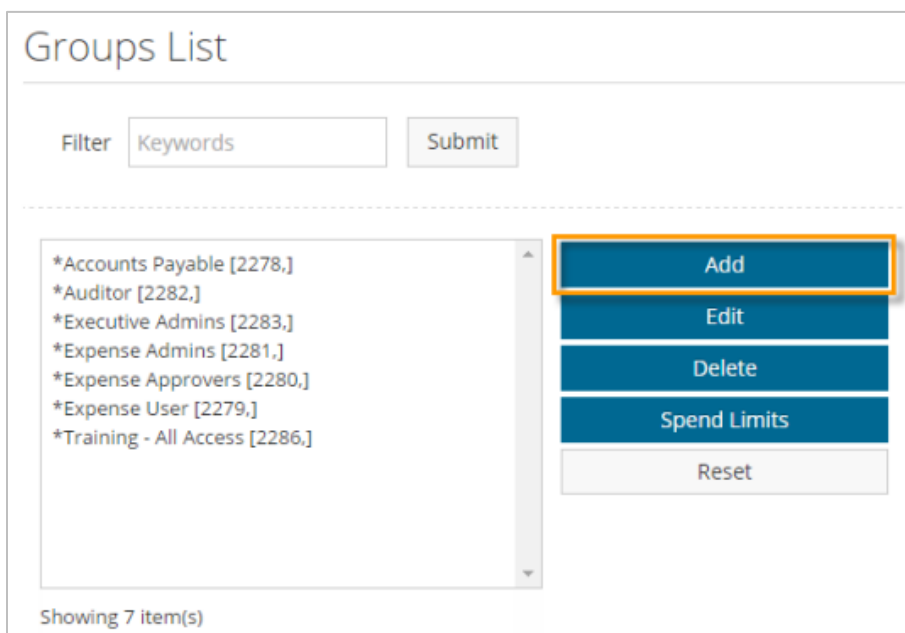 Groups List
Filter Keywords Submit
*Accounts Payable [2278,]
*Auditor [2282,]
*Executive Admins [2283,]
*Expense Admins [2281,]
*Expense Approvers [2280,]
*Expense User [2279,]
*Training - All Access [2286,]
Add
Edit
Delete
Spend Limits
Reset
Showing 7 item(s)